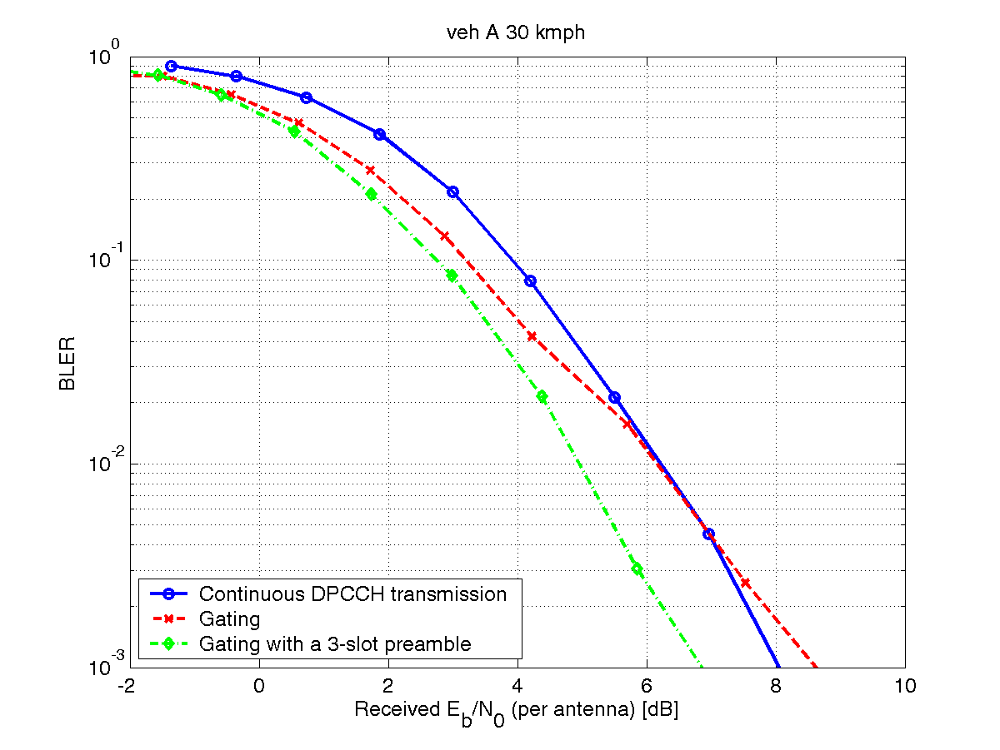 veh A 30 kmph
10^0
10^-1
10^-2
10^-3
BLER
-2 0 2 4 6 8 10
Received E_b/N_0 (per antenna) [dB]
Continuous DPCCH transmission
Gating
Gating with a 3-slot preamble